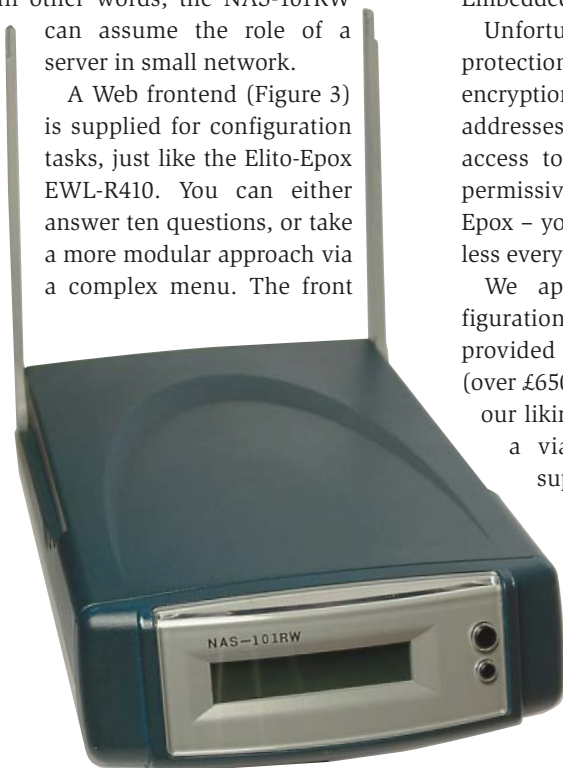 other words, the NAS-101RW
can assume the role of a
server in small network.
A Web frontend (Figure 3)
is supplied for configuration
tasks, just like the Elito-Epox
EWL-R410. You can either
answer ten questions, or take
a more modular approach via
a complex menu. The front
Embedded
Unfortu
protection
encryption
addresses
access to
permissiv
Epox – yo
less every
We ap
figuration
provided
(over £650
our liking
a via
sup
NAS-101RW